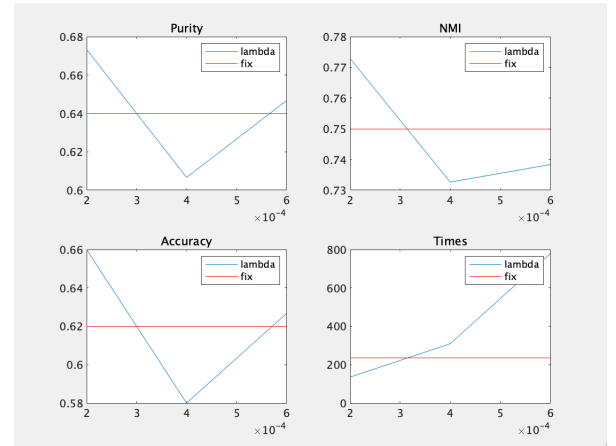 Purity
0.68
0.66
0.64
0.62
0.6
2 3 4 5 6
×10⁻⁴
lambda
fix
NMI
0.78
0.77
0.76
0.75
0.74
0.73
2 3 4 5 6
×10⁻⁴
lambda
fix
Accuracy
0.66
0.64
0.62
0.6
0.58
2 3 4 5 6
×10⁻⁴
lambda
fix
Times
800
600
400
200
0
2 3 4 5 6
×10⁻⁴
lambda
fix